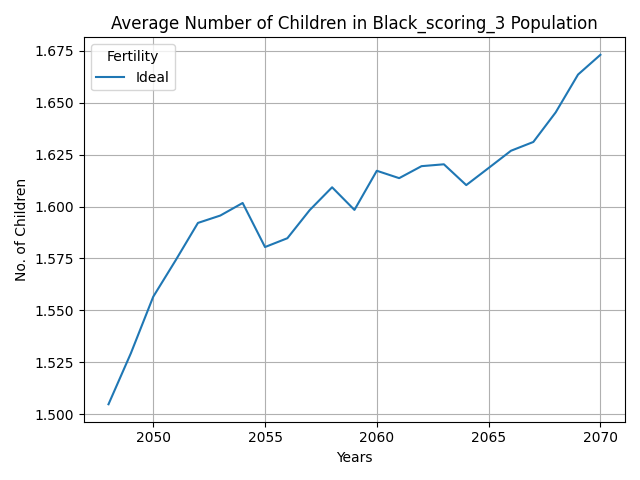 Average Number of Children in Black_scoring_3 Population
Fertility
Ideal
No. of Children
1.675
1.650
1.625
1.600
1.575
1.550
1.525
1.500
2050 2055 2060 2065 2070
Years